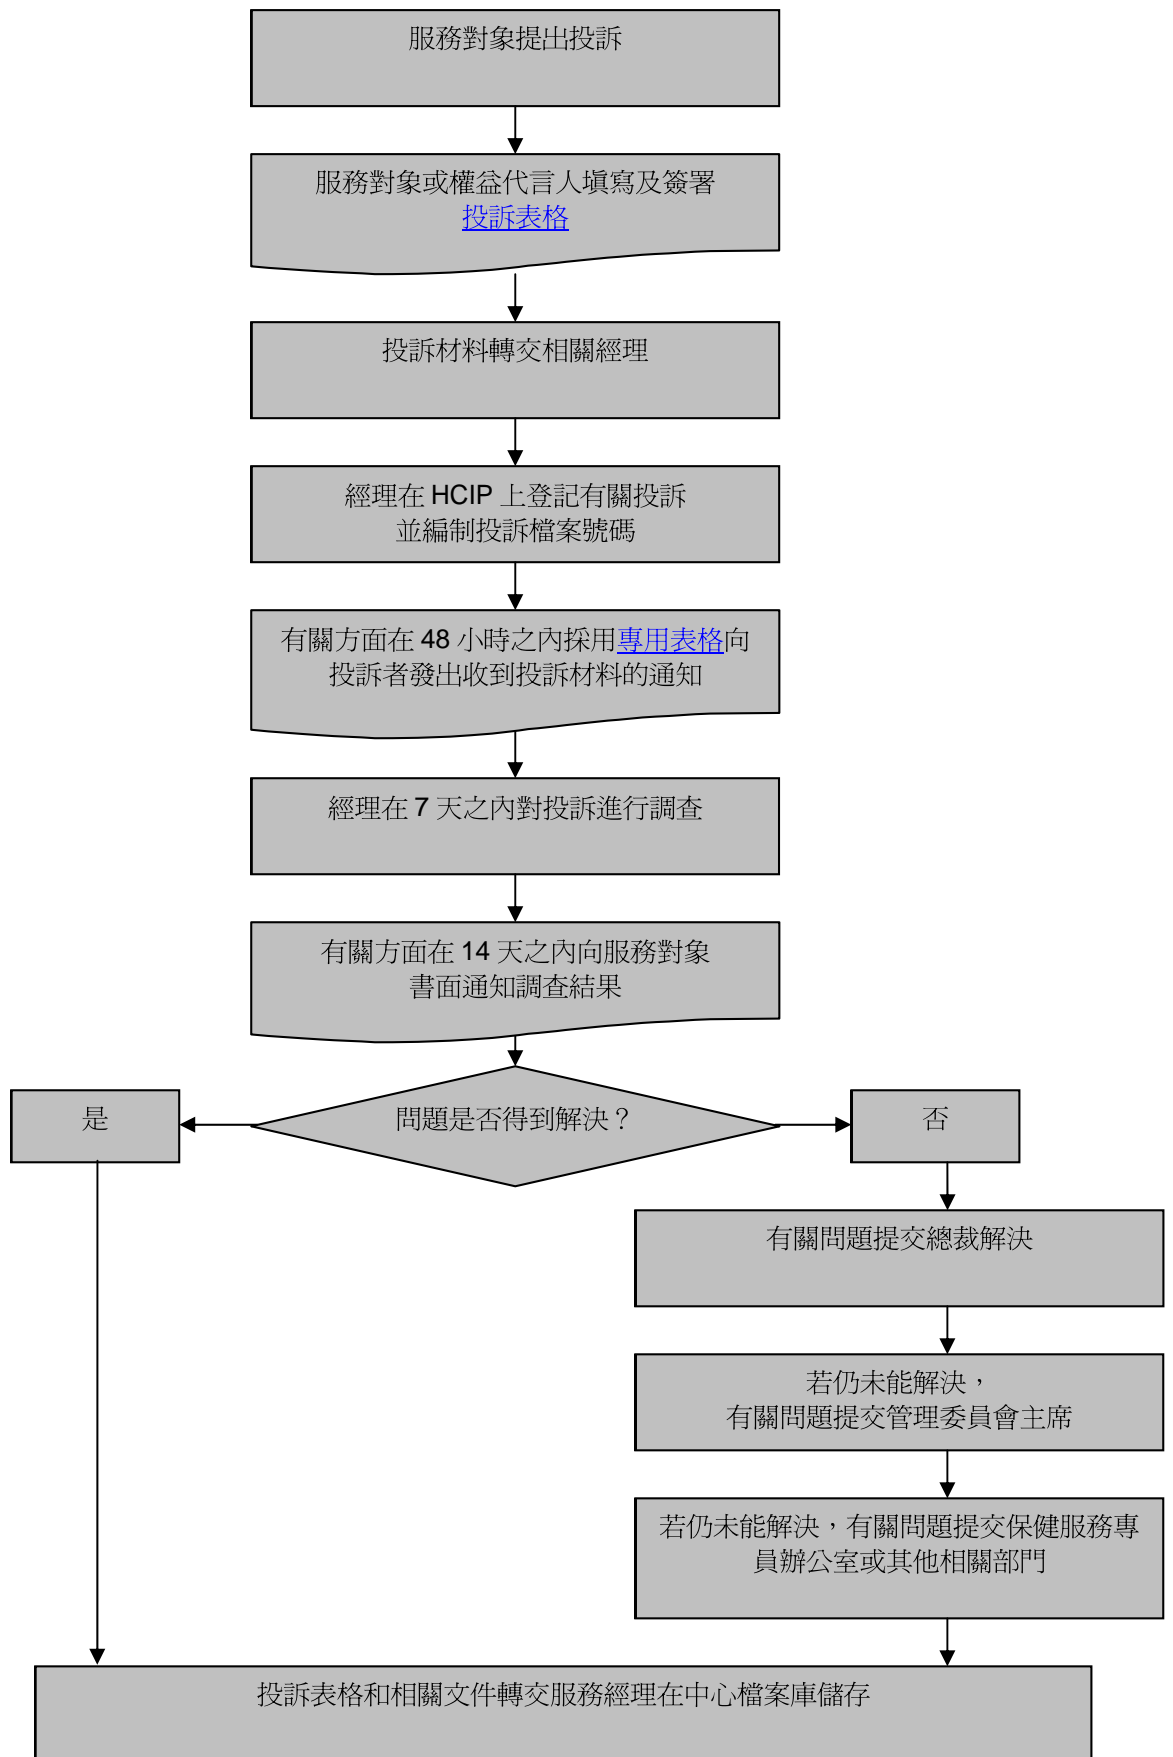 服務對象提出投訴
服務對象或權益代言人填寫及簽署
投訴表格
投訴材料轉交相關經理
經理在 HCIP 上登記有關投訴
並編制投訴檔案號碼
有關方面在 48 小時之內採用專用表格向
投訴者發出收到投訴材料的通知
經理在 7 天之內對投訴進行調查
有關方面在 14 天之內向服務對象
書面通知調查結果
問題是否得到解決？
是
否
有關問題提交總裁解決
若仍未能解決，
有關問題提交管理委員會主席
若仍未能解決，有關問題提交保健服務專
員辦公室或其他相關部門
投訴表格和相關文件轉交服務經理在中心檔案庫儲存